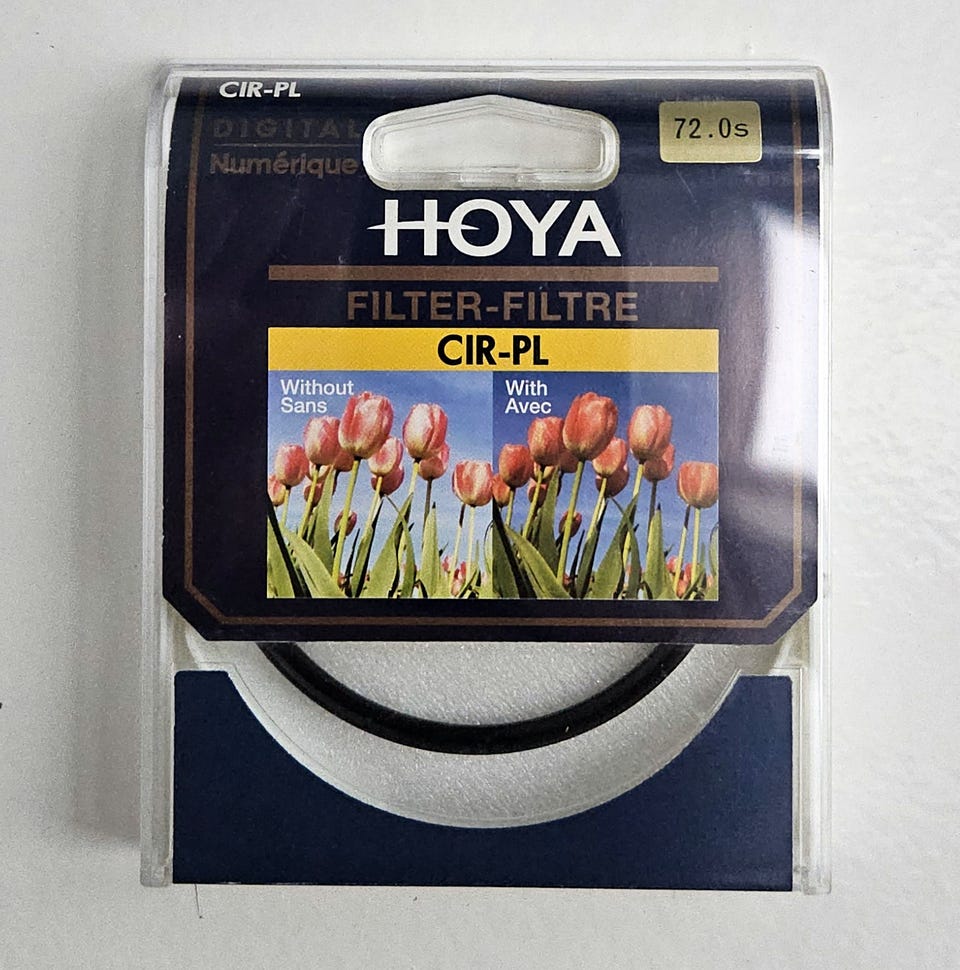 CIR-PL
DIGITAL
Numérique
72.0s
HOYA
FILTER-FILTRE
CIR-PL
Without
Sans
With
Avec